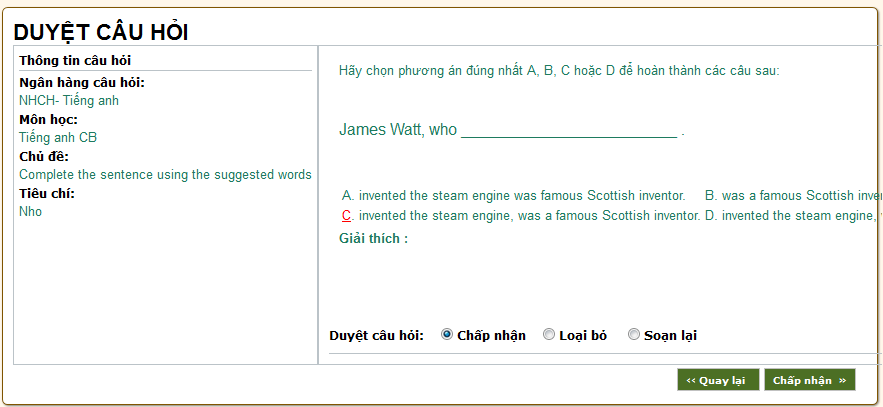 DUYỆT CÂU HỎI
Thông tin câu hỏi
Ngân hàng câu hỏi:
NHCH- Tiếng anh
Môn học:
Tiếng anh CB
Chủ đề:
Complete the sentence using the suggested words
Tiêu chí:
Nho
Hãy chọn phương án đúng nhất A, B, C hoặc D để hoàn thành các câu sau:
James Watt, who ___________________________ .
A. invented the steam engine was famous Scottish inventor. B. was a famous Scottish
C. invented the steam engine, was a famous Scottish inventor. D. invented the steam engine,
Giải thích :
Duyệt câu hỏi: Chấp nhận Loại bỏ Soạn lại
‹‹ Quay lại Chấp nhận »